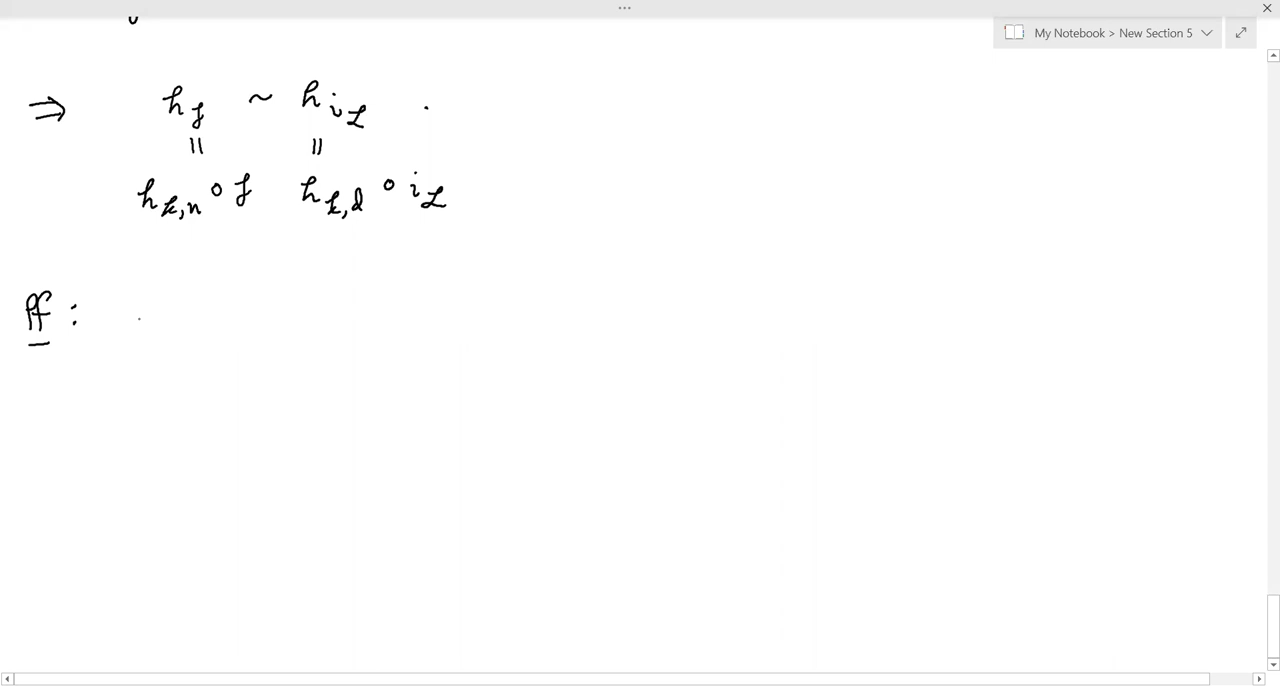 ...
My Notebook > New Section 5
⇒ h_f ~ h_{i_L} .
|| ||
h_{k,n} ∘ f h_{k,d} ∘ i_L
Pf :